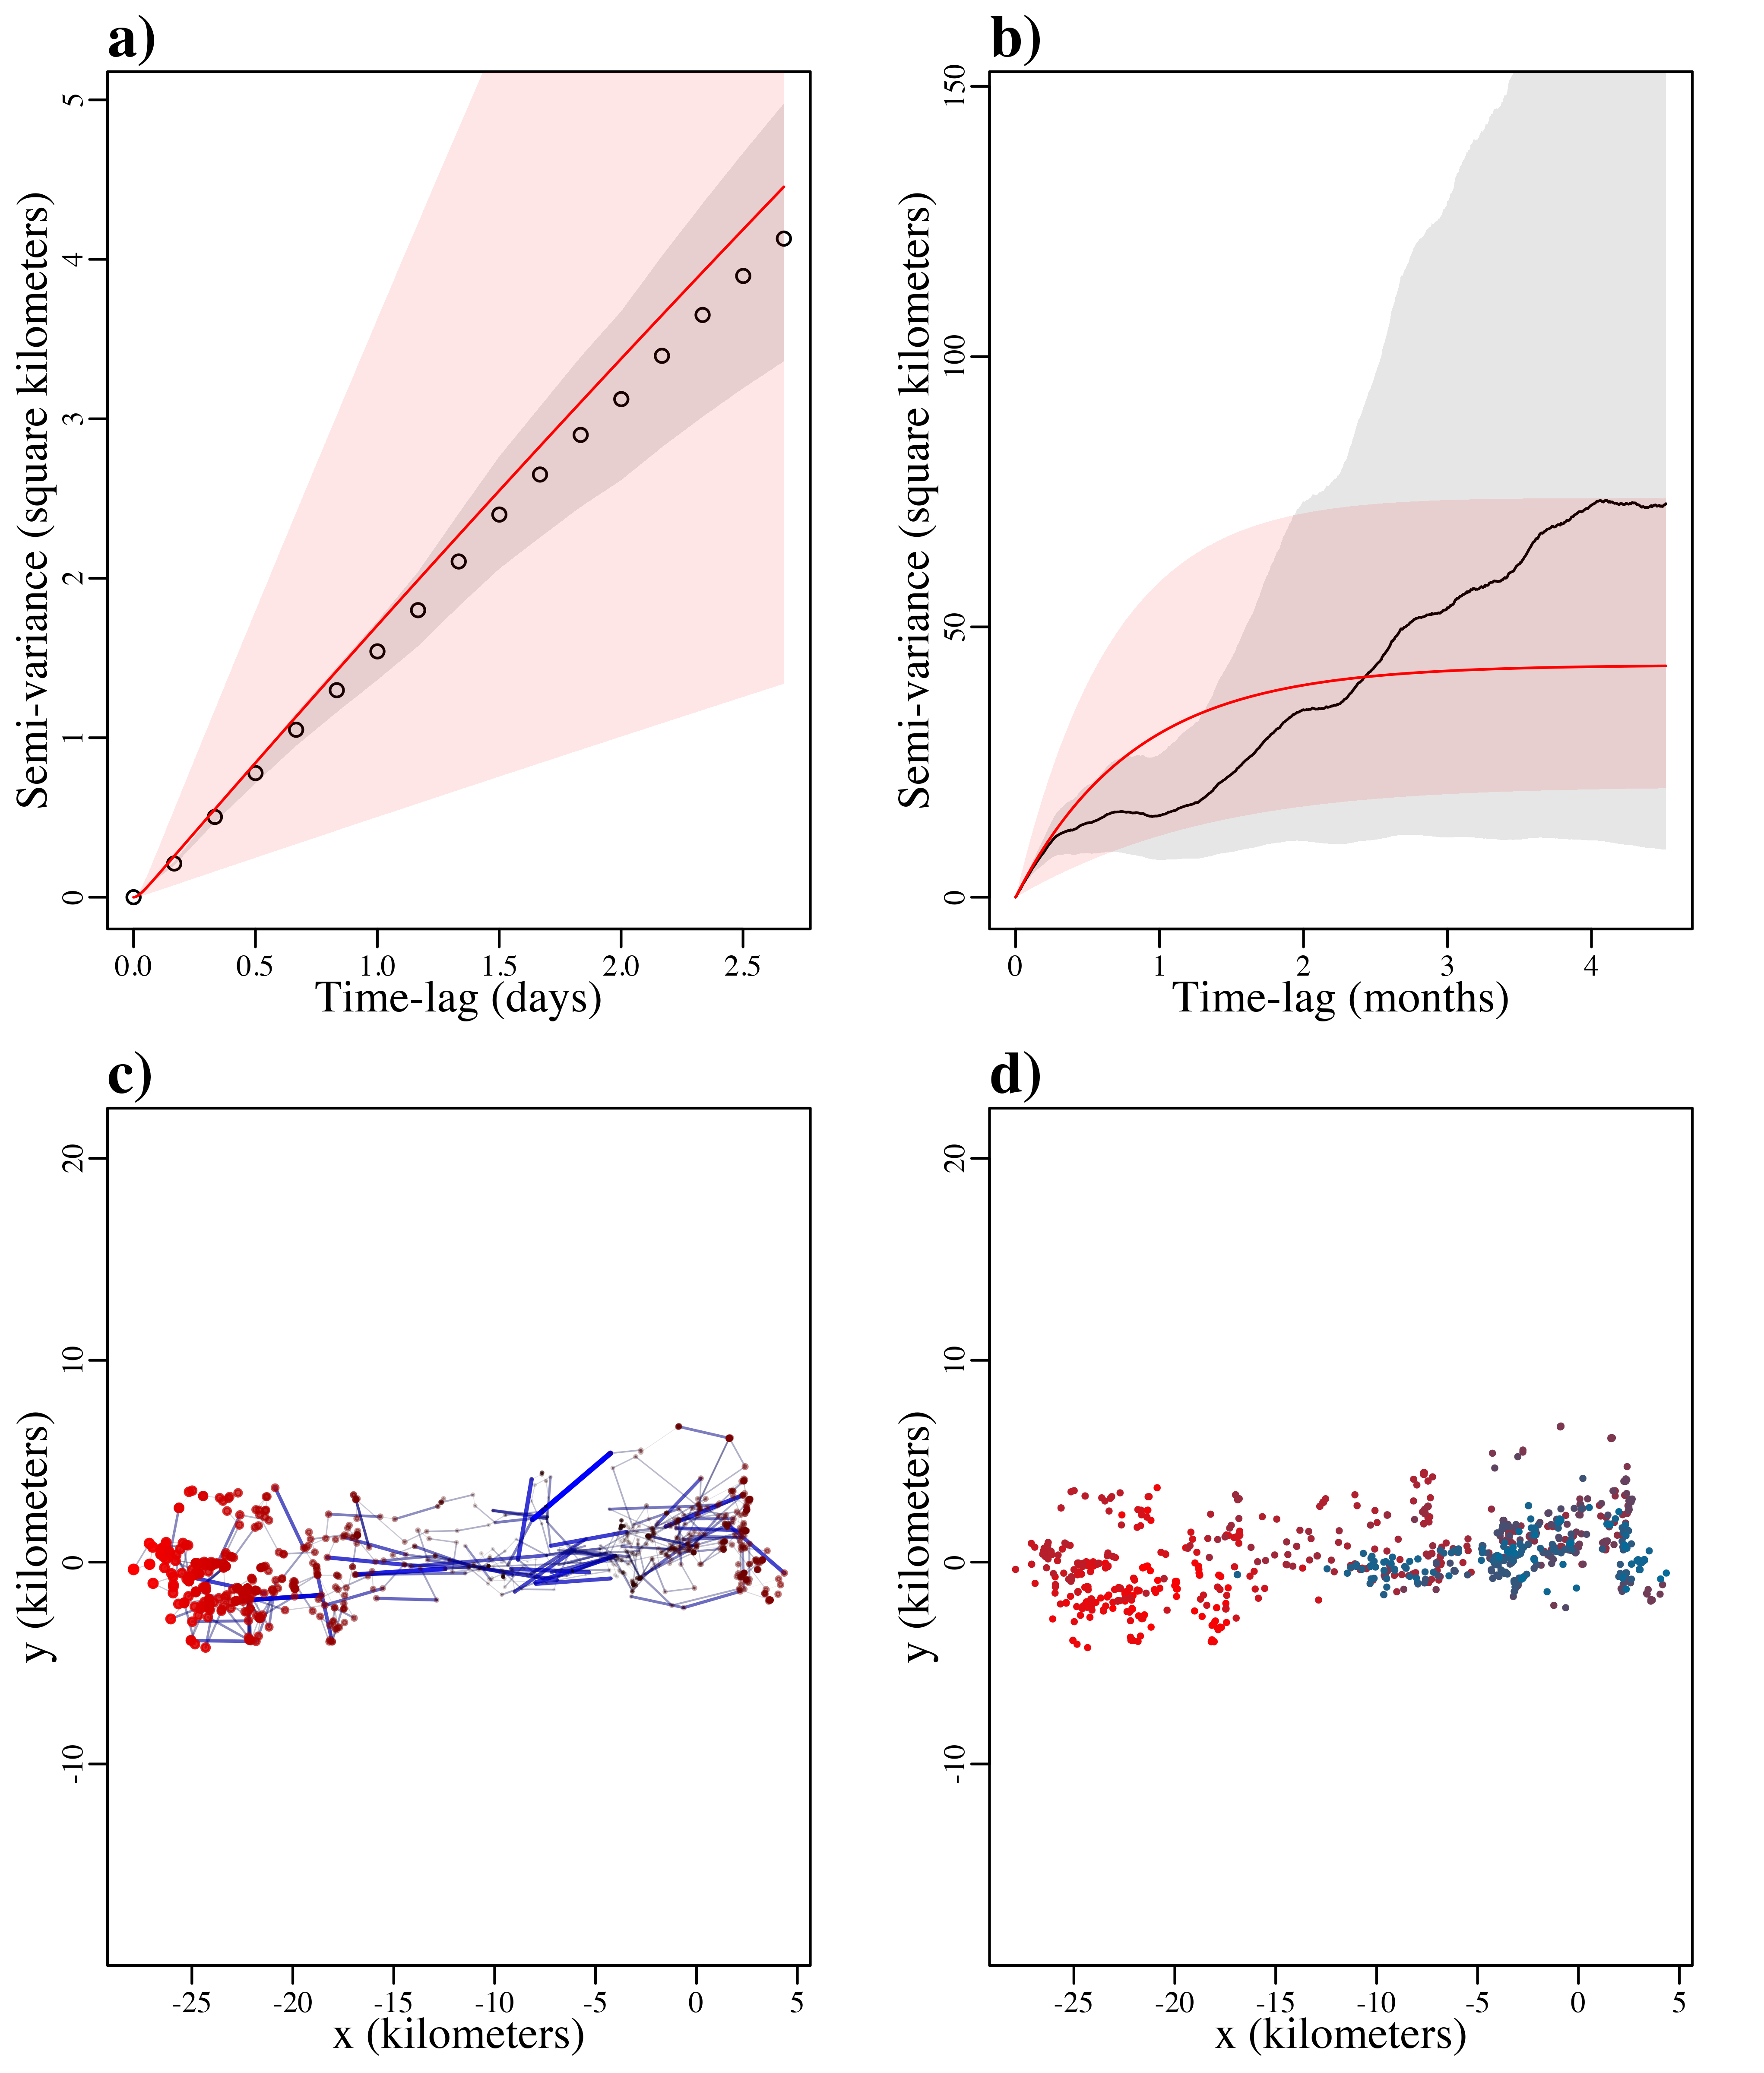 a)
Semi-variance (square kilometers)
5
4
3
2
1
0
0.0 0.5 1.0 1.5 2.0 2.5
Time-lag (days)
b)
Semi-variance (square kilometers)
150
100
50
0
0 1 2 3 4
Time-lag (months)
c)
y (kilometers)
20
10
0
-10
-25 -20 -15 -10 -5 0 5
x (kilometers)
d)
y (kilometers)
20
10
0
-10
-25 -20 -15 -10 -5 0 5
x (kilometers)